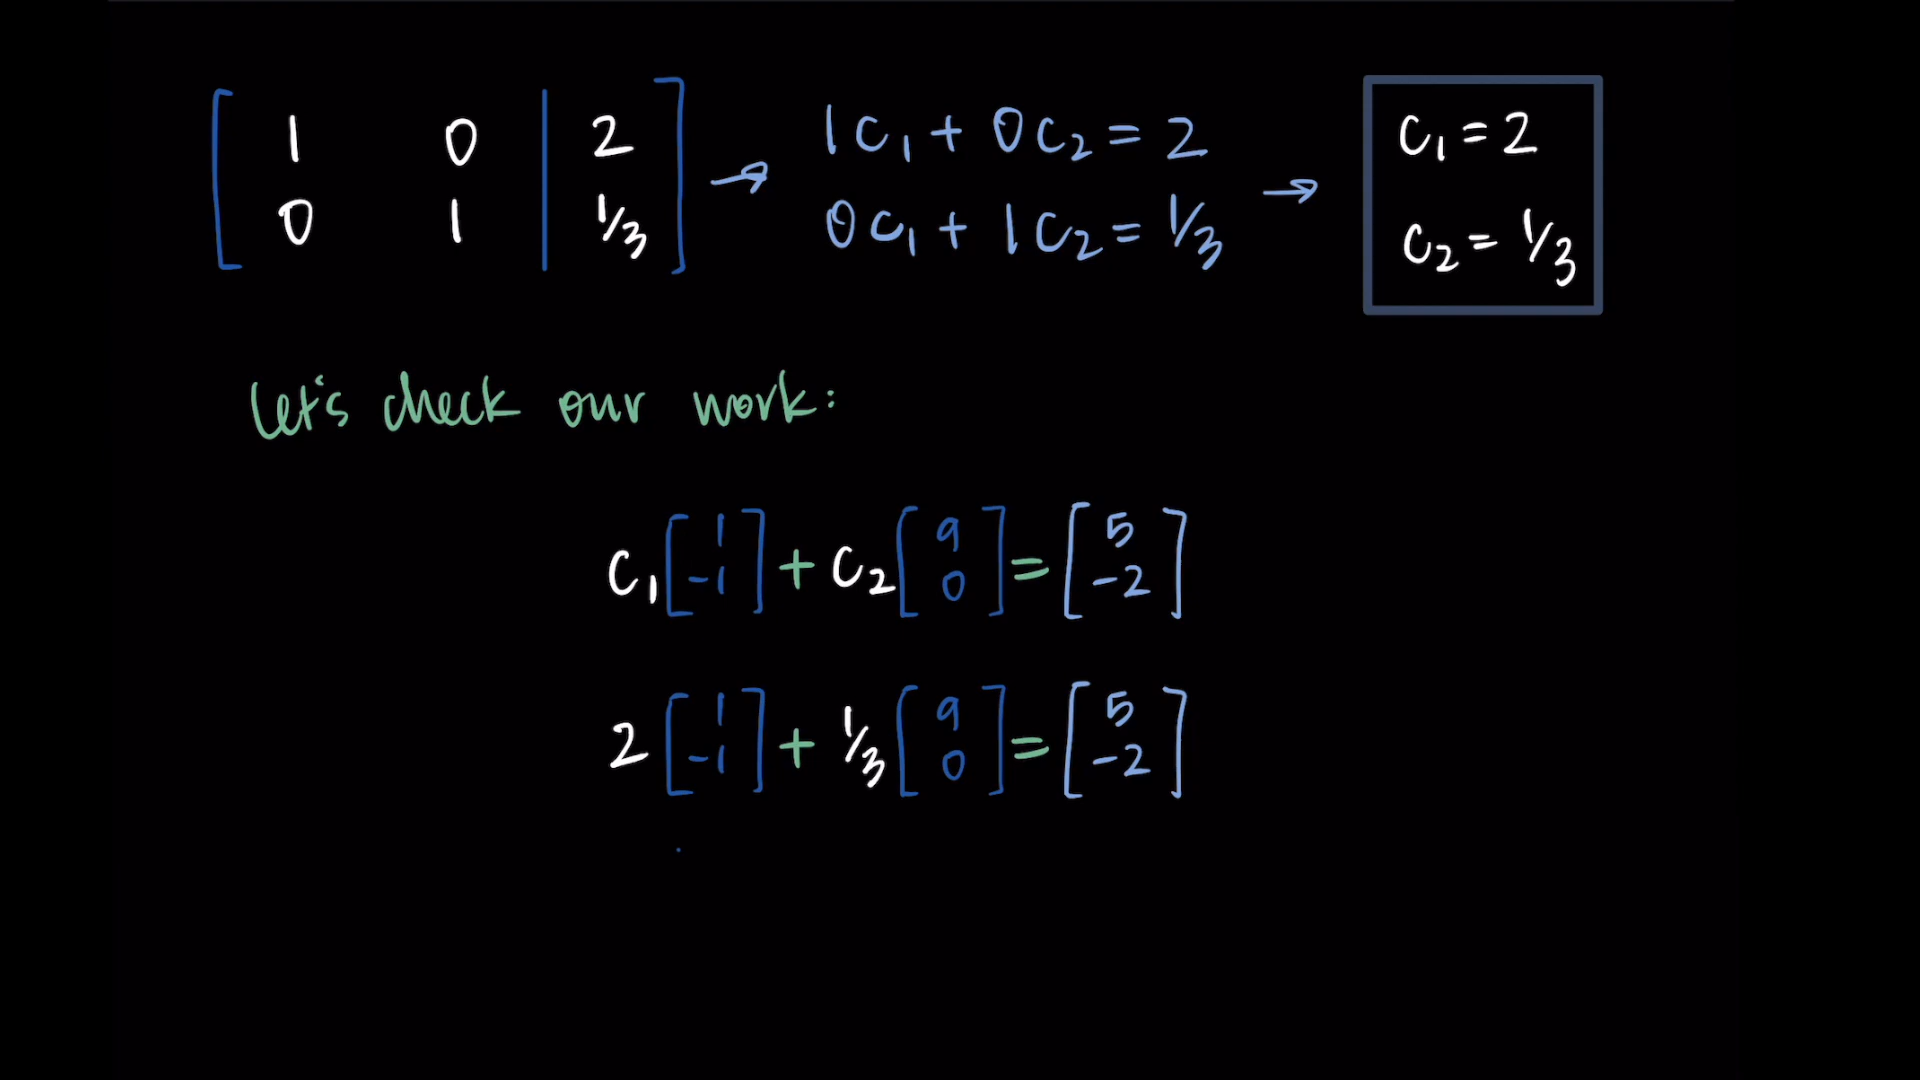 [ 1 0 | 2 ] → 1c₁ + 0c₂ = 2 → c₁ = 2
[ 0 1 | 1/3 ] 0c₁ + 1c₂ = 1/3 c₂ = 1/3
let's check our work:
c₁ [1 -1] + c₂ [9 0] = [5 -2]
2 [1 -1] + 1/3 [9 0] = [5 -2]